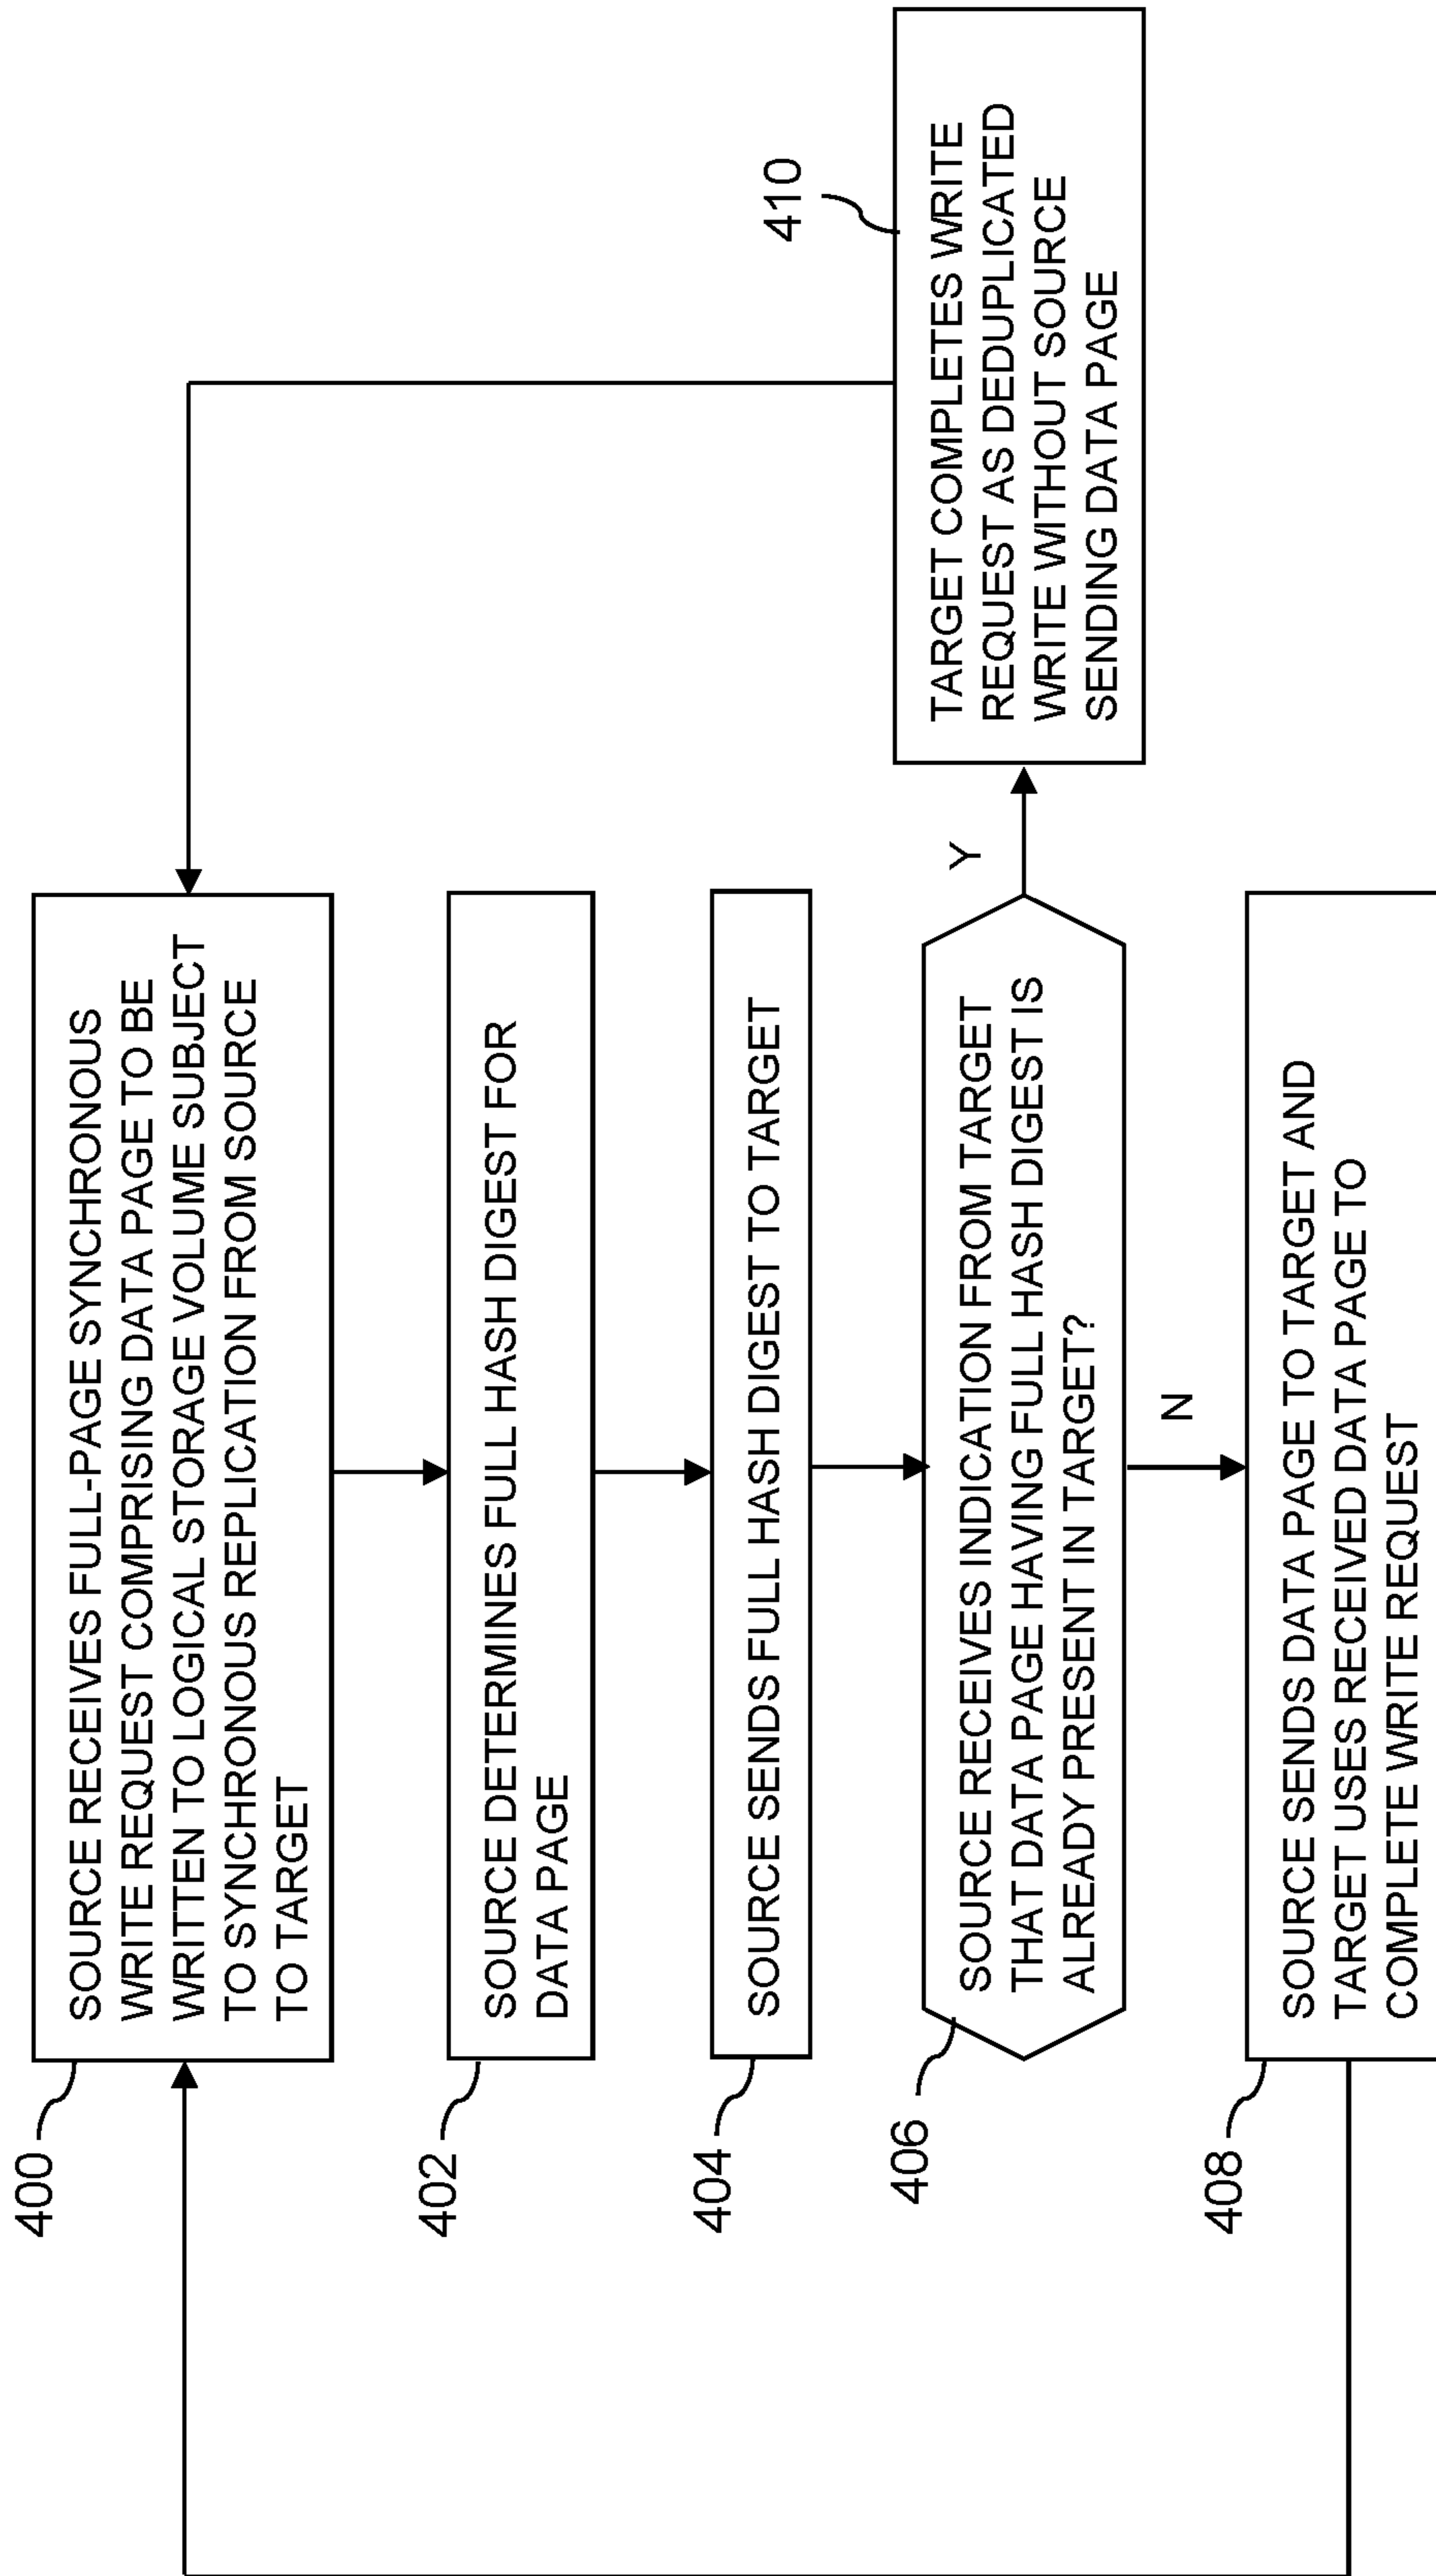 400
SOURCE RECEIVES FULL-PAGE SYNCHRONOUS
WRITE REQUEST COMPRISING DATA PAGE TO BE
WRITTEN TO LOGICAL STORAGE VOLUME SUBJECT
TO SYNCHRONOUS REPLICATION FROM SOURCE
TO TARGET
402
SOURCE DETERMINES FULL HASH DIGEST FOR
DATA PAGE
404
SOURCE SENDS FULL HASH DIGEST TO TARGET
406
SOURCE RECEIVES INDICATION FROM TARGET
THAT DATA PAGE HAVING FULL HASH DIGEST IS
ALREADY PRESENT IN TARGET?
Y
410
TARGET COMPLETES WRITE
REQUEST AS DEDUPLICATED
WRITE WITHOUT SOURCE
SENDING DATA PAGE
N
408
SOURCE SENDS DATA PAGE TO TARGET AND
TARGET USES RECEIVED DATA PAGE TO
COMPLETE WRITE REQUEST